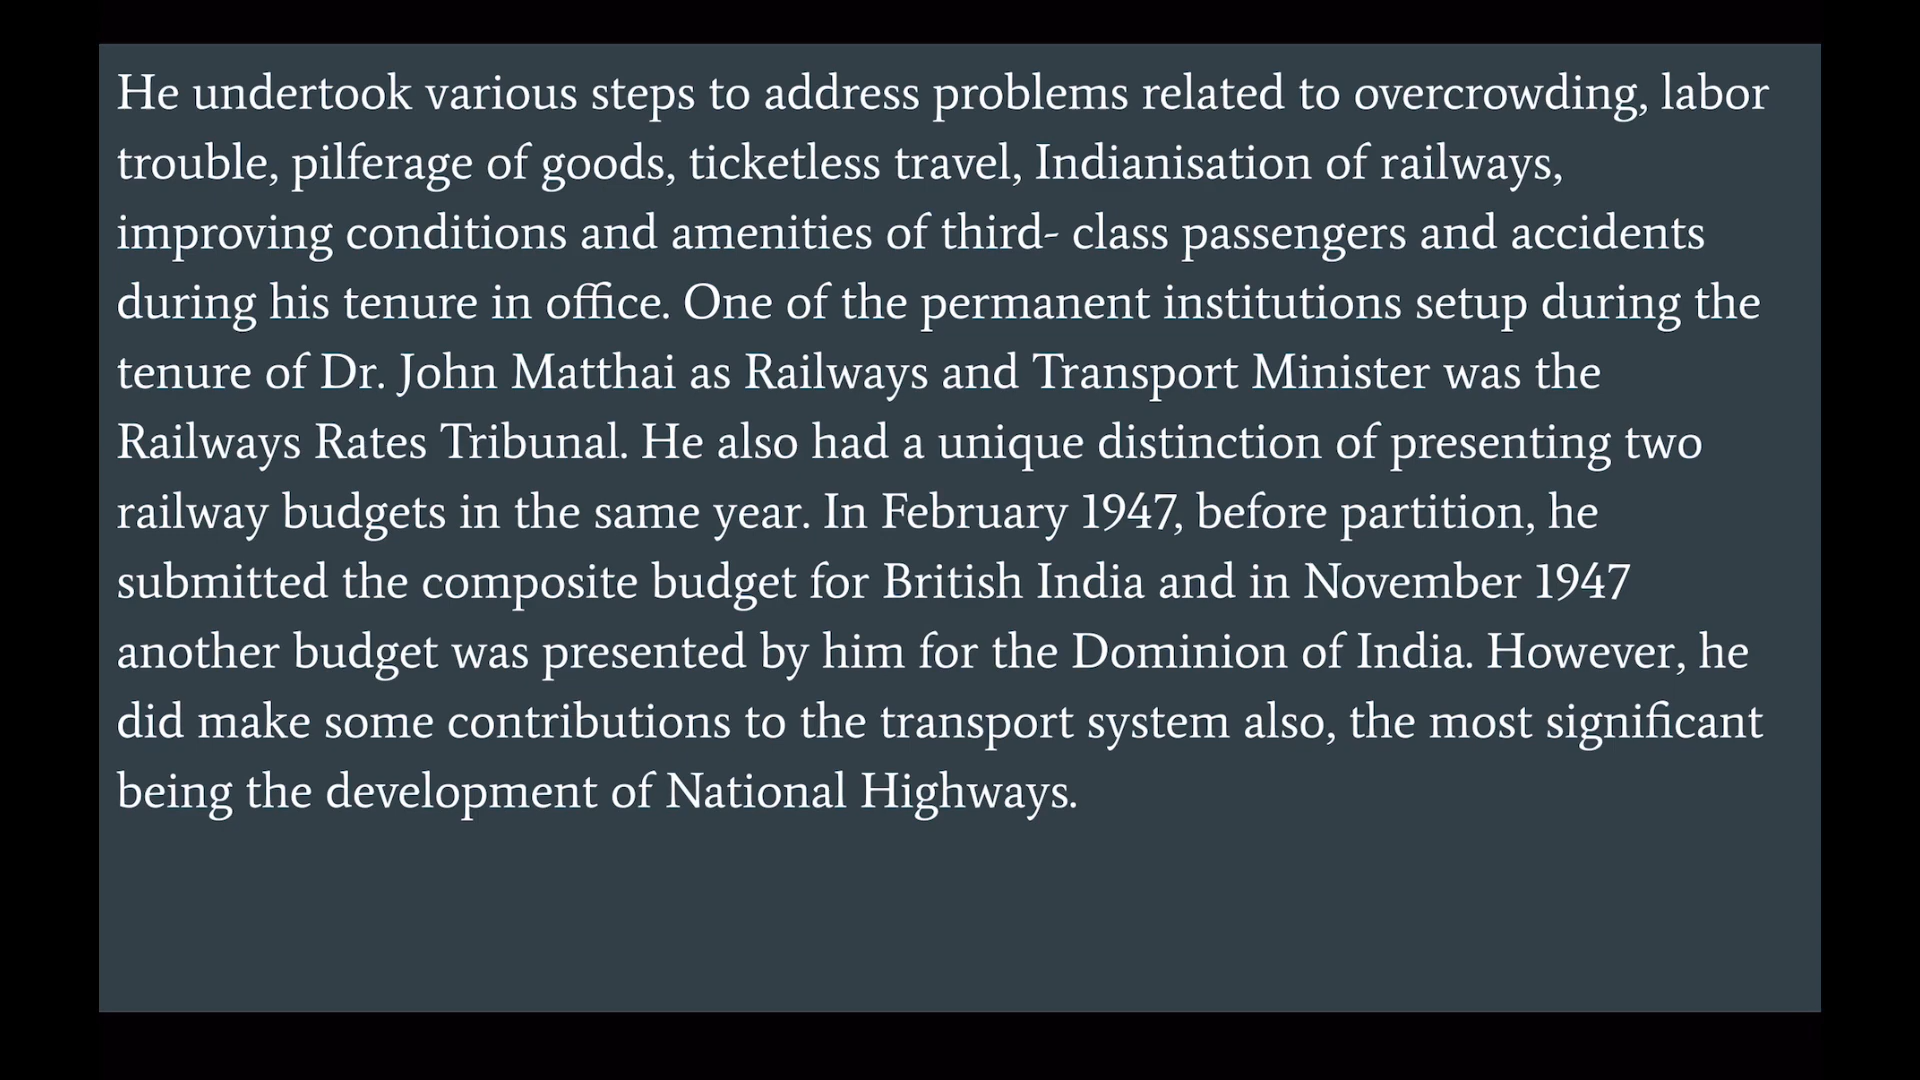 He undertook various steps to address problems related to overcrowding, labor
trouble, pilferage of goods, ticketless travel, Indianisation of railways,
improving conditions and amenities of third- class passengers and accidents
during his tenure in office. One of the permanent institutions setup during the
tenure of Dr. John Matthai as Railways and Transport Minister was the
Railways Rates Tribunal. He also had a unique distinction of presenting two
railway budgets in the same year. In February 1947, before partition, he
submitted the composite budget for British India and in November 1947
another budget was presented by him for the Dominion of India. However, he
did make some contributions to the transport system also, the most significant
being the development of National Highways.